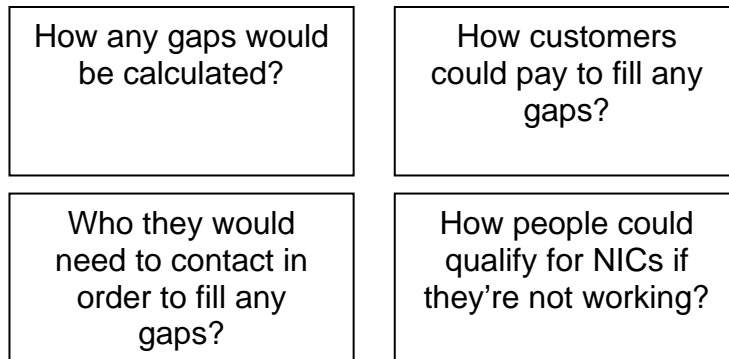 How any gaps would
be calculated?
How customers
could pay to fill any
gaps?
Who they would
need to contact in
order to fill any
gaps?
How people could
qualify for NICs if
they're not working?